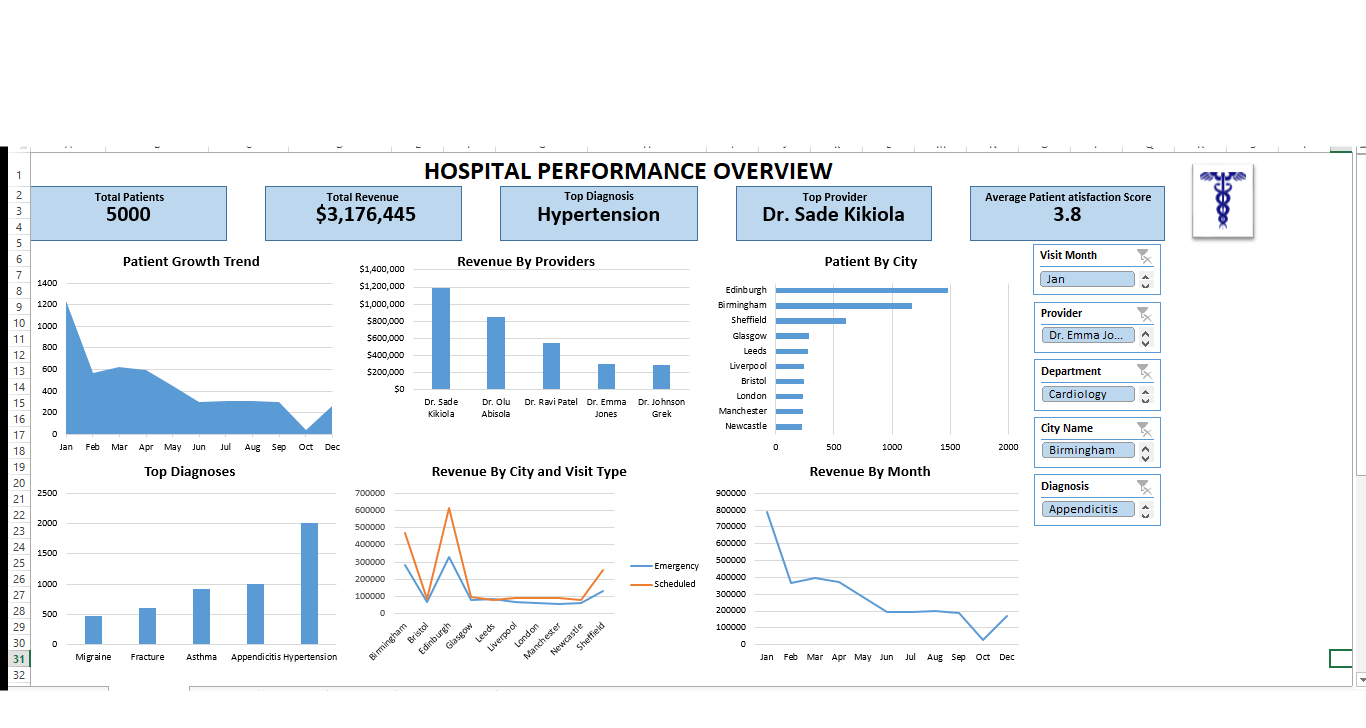 HOSPITAL PERFORMANCE OVERVIEW
Total Patients
5000
Total Revenue
$3,176,445
Top Diagnosis
Hypertension
Top Provider
Dr. Sade Kikiola
Average Patient atisfaction Score
3.8
1
2
3
4
5
6
7
8
9
10
11
12
13
14
15
16
17
18
19
20
21
22
23
24
25
26
27
28
29
30
31
32
Patient Growth Trend
1400
1200
1000
800
600
400
200
0
Jan Feb Mar Apr May Jun Jul Aug Sep Oct Dec
Revenue By Providers
$1,400,000
$1,200,000
$1,000,000
$800,000
$600,000
$400,000
$200,000
$0
Dr. Sade Kikiola
Dr. Olu Abisola
Dr. Ravi Patel
Dr. Emma Jones
Dr. Johnson Grek
Patient By City
Edinburgh
Birmingham
Sheffield
Glasgow
Leeds
Liverpool
Bristol
London
Manchester
Newcastle
0 500 1000 1500 2000
Visit Month
Jan
Provider
Dr. Emma Jo...
Department
Cardiology
City Name
Birmingham
Diagnosis
Appendicitis
Top Diagnoses
2500
2000
1500
1000
500
0
Migraine Fracture Asthma Appendicitis Hypertension
Revenue By City and Visit Type
700000
600000
500000
400000
300000
200000
100000
0
Birmingham
Bristol
Edinburgh
Glasgow
Leeds
Liverpool
London
Manchester
Newcastle
Sheffield
Emergency
Scheduled
Revenue By Month
900000
800000
700000
600000
500000
400000
300000
200000
100000
0
Jan Feb Mar Apr May Jun Jul Aug Sep Oct Dec